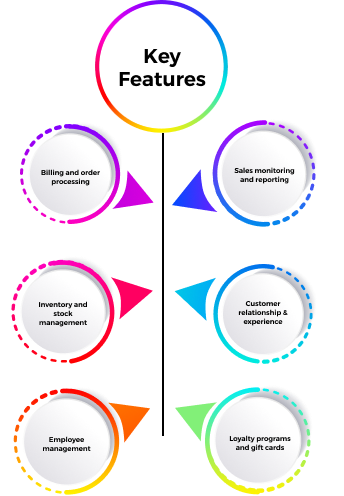 Key
Features
Billing and order
processing
Sales monitoring
and reporting
Inventory and
stock
management
Customer
relationship &
experience
Employee
management
Loyalty programs
and gift cards